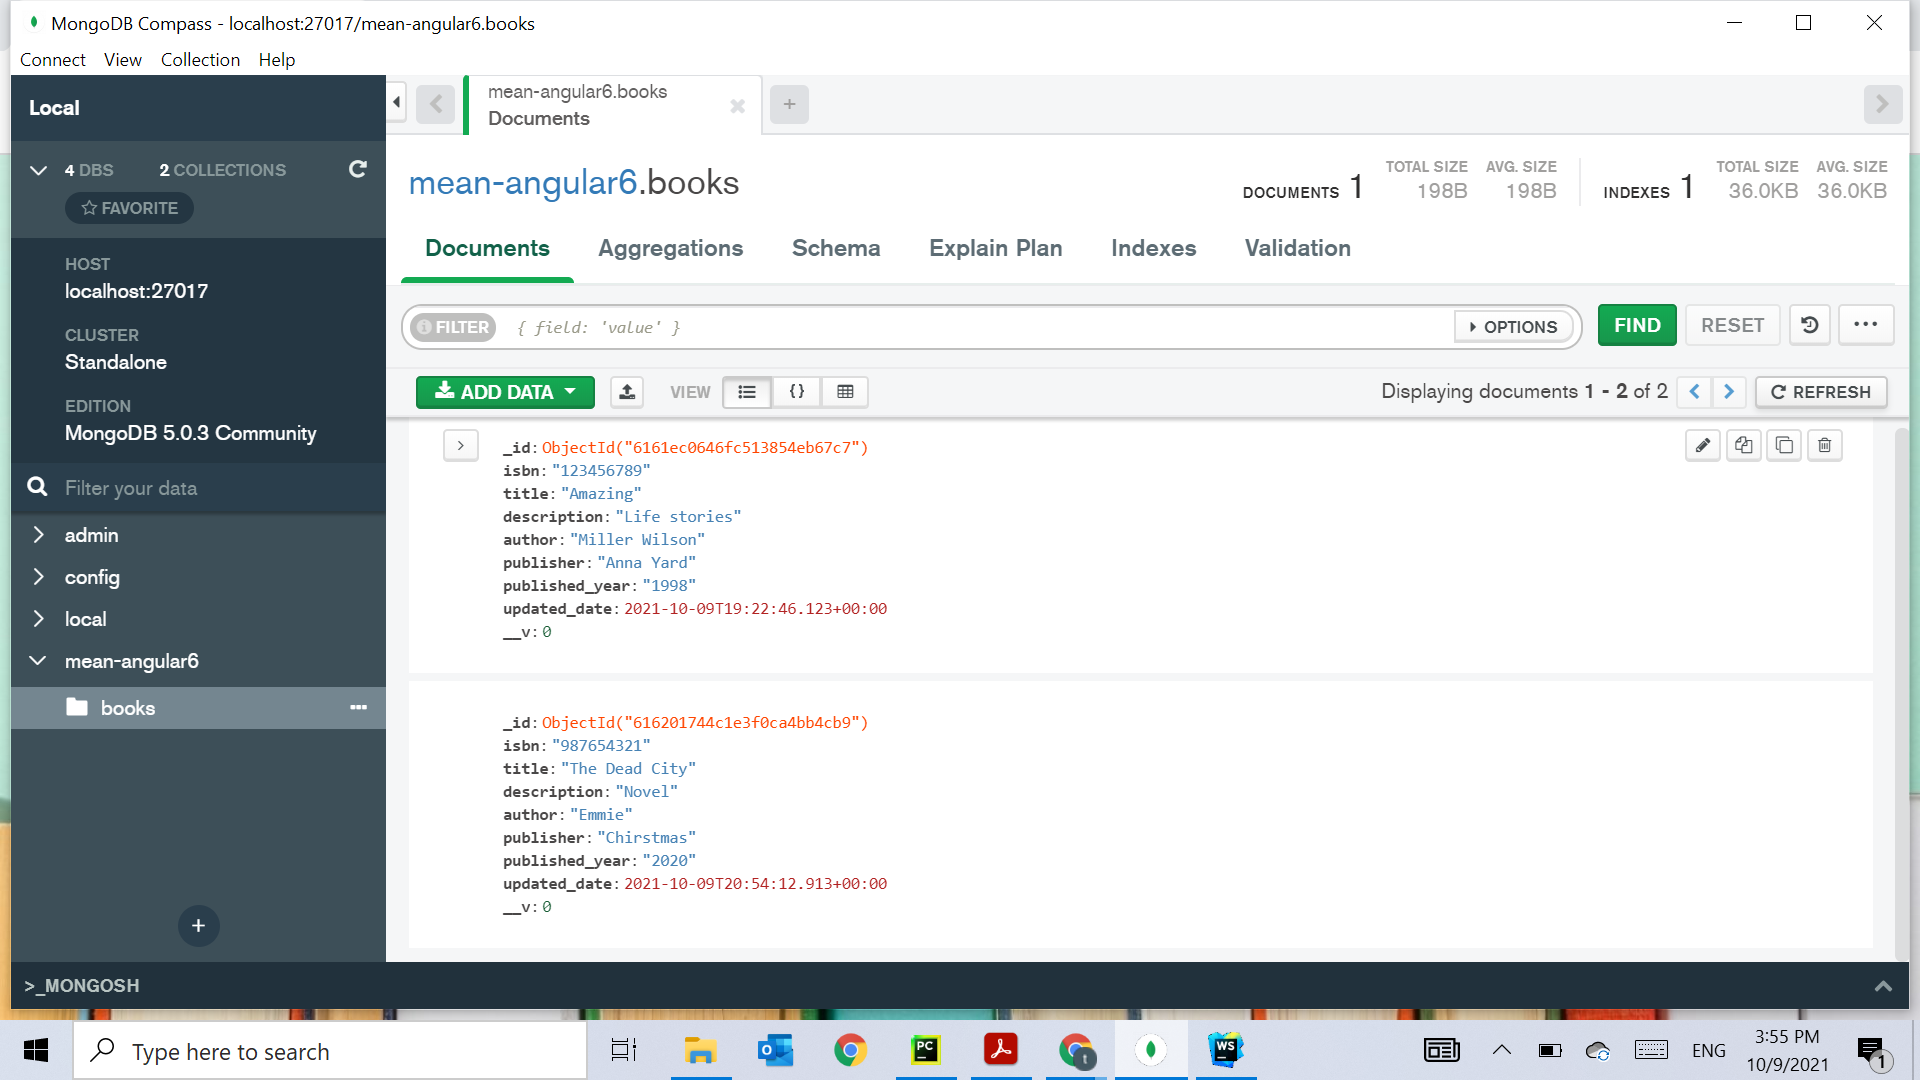 MongoDB Compass - localhost:27017/mean-angular6.books
Connect View Collection Help
Local
4 DBS 2 COLLECTIONS
FAVORITE
HOST
localhost:27017
CLUSTER
Standalone
EDITION
MongoDB 5.0.3 Community
Filter your data
admin
config
local
mean-angular6
books
>_MONGOSH
mean-angular6.books
Documents
mean-angular6.books
DOCUMENTS 1
TOTAL SIZE AVG. SIZE
198B 198B
INDEXES 1
TOTAL SIZE AVG. SIZE
36.0KB 36.0KB
Documents Aggregations Schema Explain Plan Indexes Validation
FILTER { field: 'value' } OPTIONS FIND RESET
ADD DATA VIEW Displaying documents 1 - 2 of 2 REFRESH
_id: ObjectId("6161ec0646fc513854eb67c7")
isbn: "123456789"
title: "Amazing"
description: "Life stories"
author: "Miller Wilson"
publisher: "Anna Yard"
published_year: "1998"
updated_date: 2021-10-09T19:22:46.123+00:00
__v: 0
_id: ObjectId("616201744c1e3f0ca4bb4cb9")
isbn: "987654321"
title: "The Dead City"
description: "Novel"
author: "Emmie"
publisher: "Chirstmas"
published_year: "2020"
updated_date: 2021-10-09T20:54:12.913+00:00
__v: 0
Type here to search
PC
t
WS
ENG
3:55 PM
10/9/2021
1